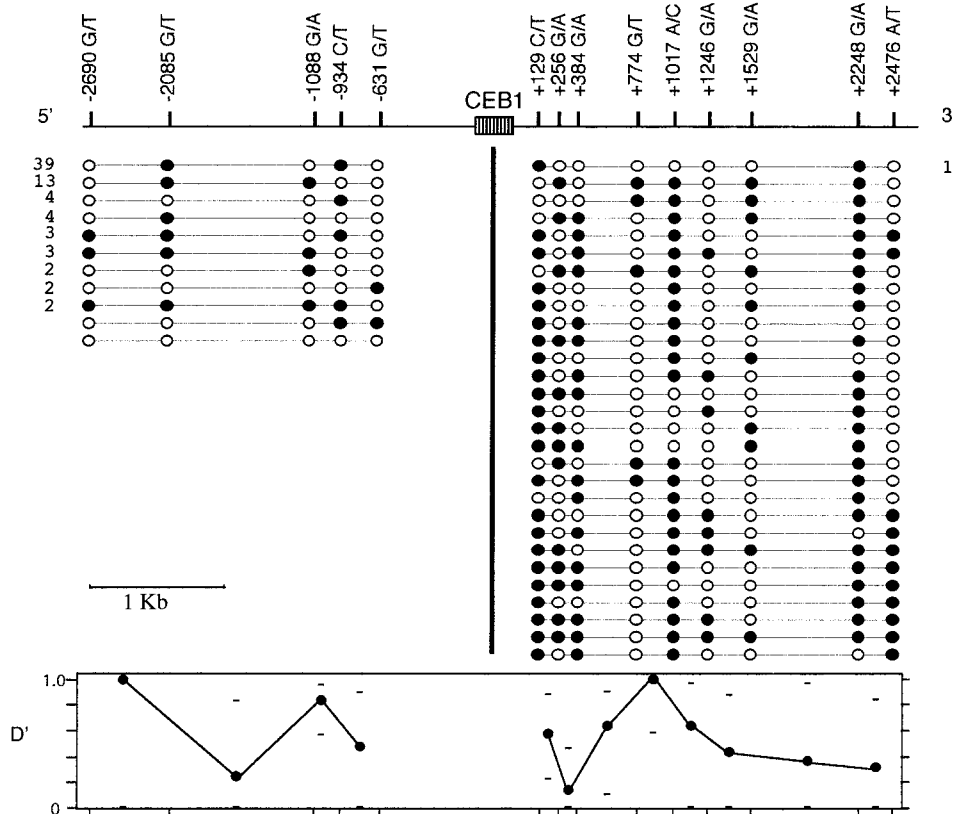 -2690 G/T
-2085 G/T
-1088 G/A
-934 C/T
-631 G/T
+129 C/T
+256 G/A
+384 G/A
+774 G/T
+1017 A/C
+1246 G/A
+1529 G/A
+2248 G/A
+2476 A/T
CEB1
5' 3
39 1
13
4
4
3
3
2
2
2
1 Kb
1.0
D'
0